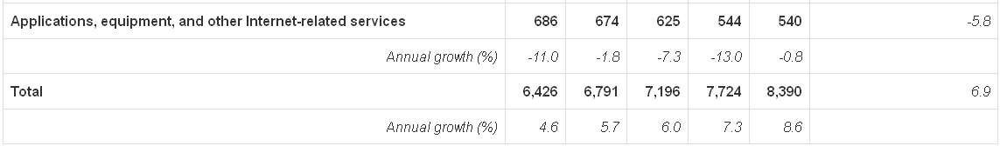 Applications, equipment, and other Internet-related services 686 674 625 544 540 -5.8
Annual growth (%) -11.0 -1.8 -7.3 -13.0 -0.8
Total 6,426 6,791 7,196 7,724 8,390 6.9
Annual growth (%) 4.6 5.7 6.0 7.3 8.6